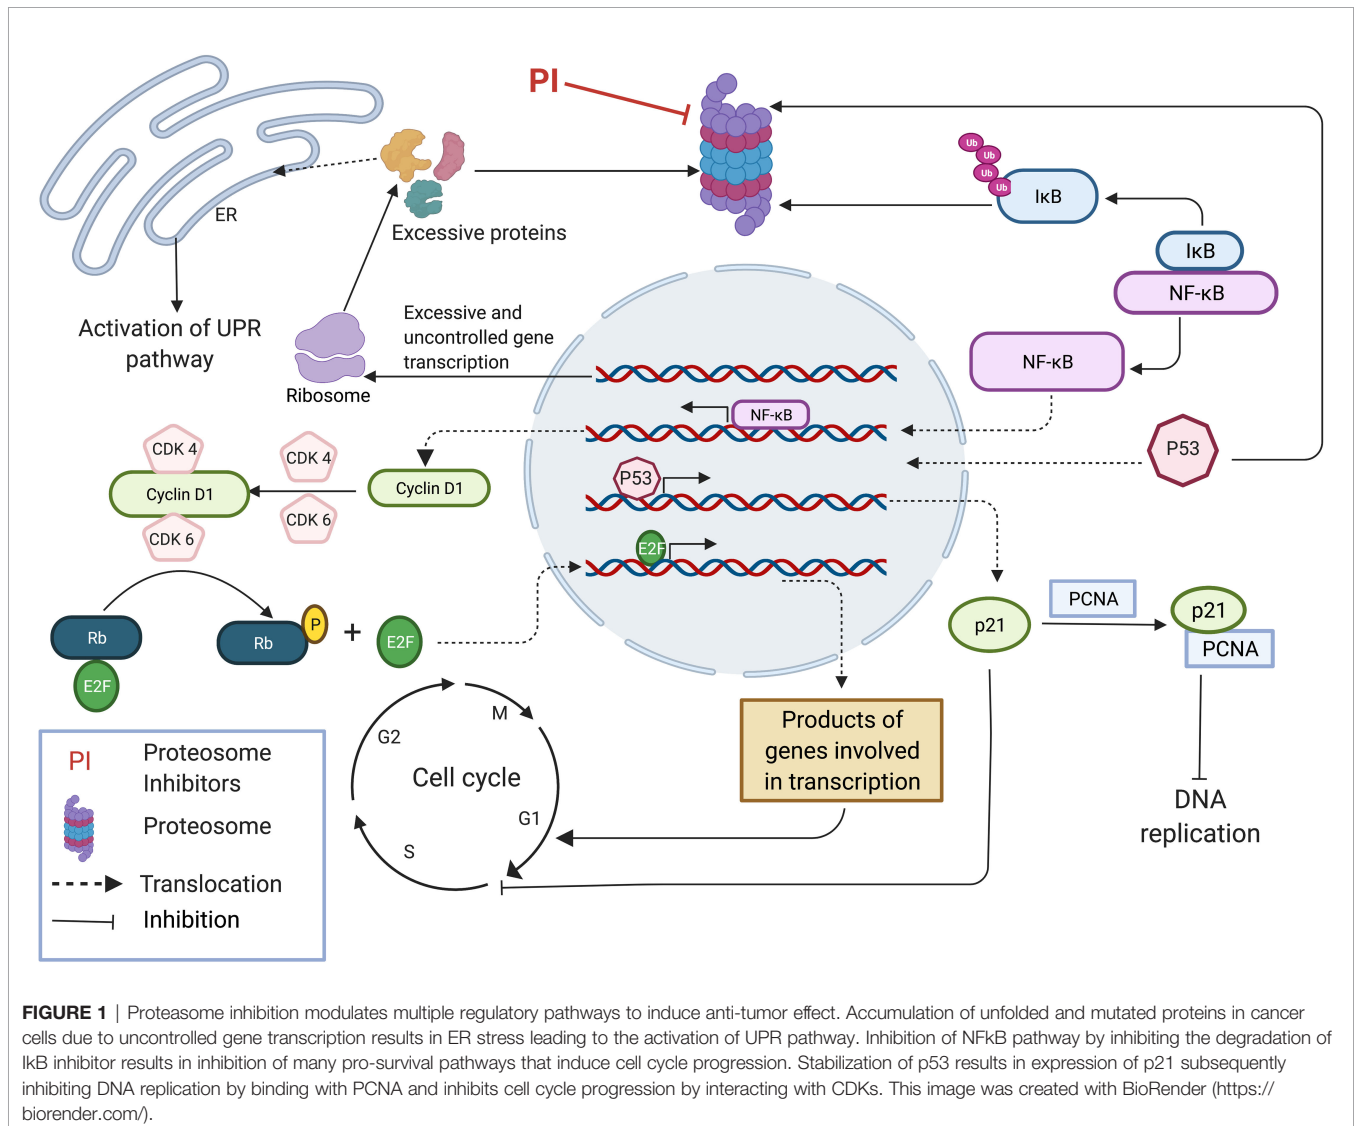 PI
Ub
Ub
Ub
Ub
IκB
ER
Excessive proteins
IκB
NF-κB
Activation of UPR
pathway
Excessive and
uncontrolled gene
transcription
Ribosome
NF-κB
NF-κB
CDK 4
CDK 4
P53
P53
Cyclin D1
Cyclin D1
CDK 6
CDK 6
E2F
PCNA
p21
p21
PCNA
Rb
Rb
P
+
E2F
E2F
G2
M
Cell cycle
G1
S
Products of
genes involved
in transcription
DNA
replication
PI
Proteosome
Inhibitors
Proteosome
Translocation
Inhibition
FIGURE 1 | Proteasome inhibition modulates multiple regulatory pathways to induce anti-tumor effect. Accumulation of unfolded and mutated proteins in cancer
cells due to uncontrolled gene transcription results in ER stress leading to the activation of UPR pathway. Inhibition of NFkB pathway by inhibiting the degradation of
IkB inhibitor results in inhibition of many pro-survival pathways that induce cell cycle progression. Stabilization of p53 results in expression of p21 subsequently
inhibiting DNA replication by binding with PCNA and inhibits cell cycle progression by interacting with CDKs. This image was created with BioRender (https://
biorender.com/).